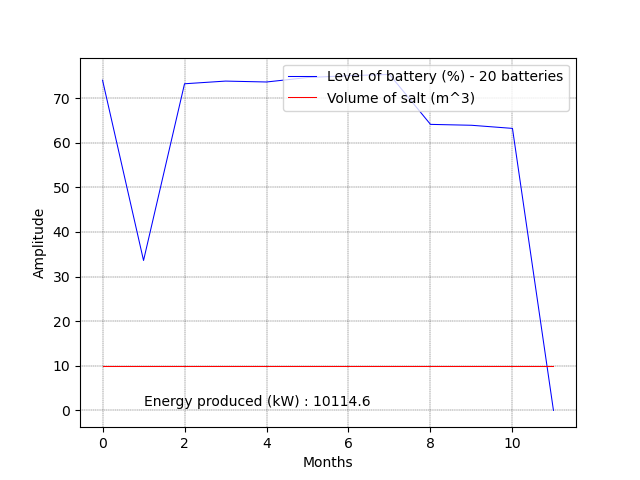 Level of battery (%) - 20 batteries
Volume of salt (m^3)
70
60
50
40
30
20
10
0
Amplitude
Energy produced (kW) : 10114.6
0 2 4 6 8 10
Months